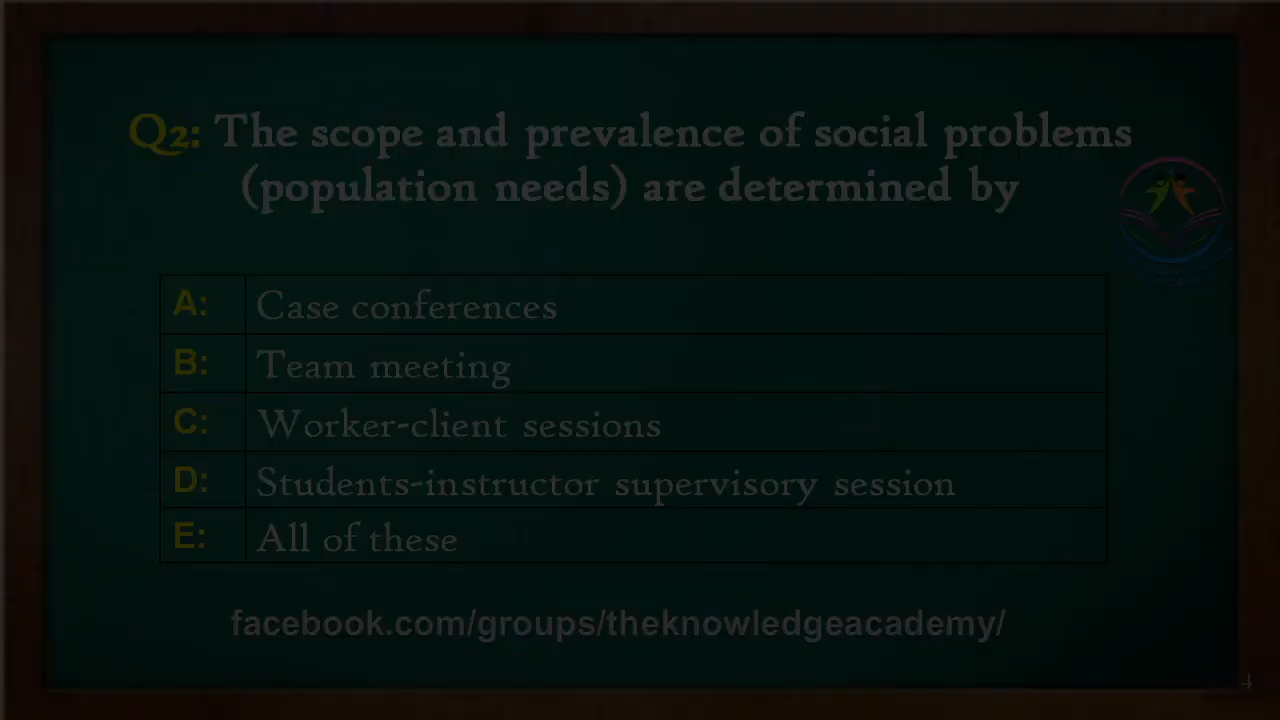 Q2: The scope and prevalence of social problems
(population needs) are determined by
A: Case conferences
B: Team meeting
C: Worker-client sessions
D: Students-instructor supervisory session
E: All of these
facebook.com/groups/theknowledgeacademy/
4